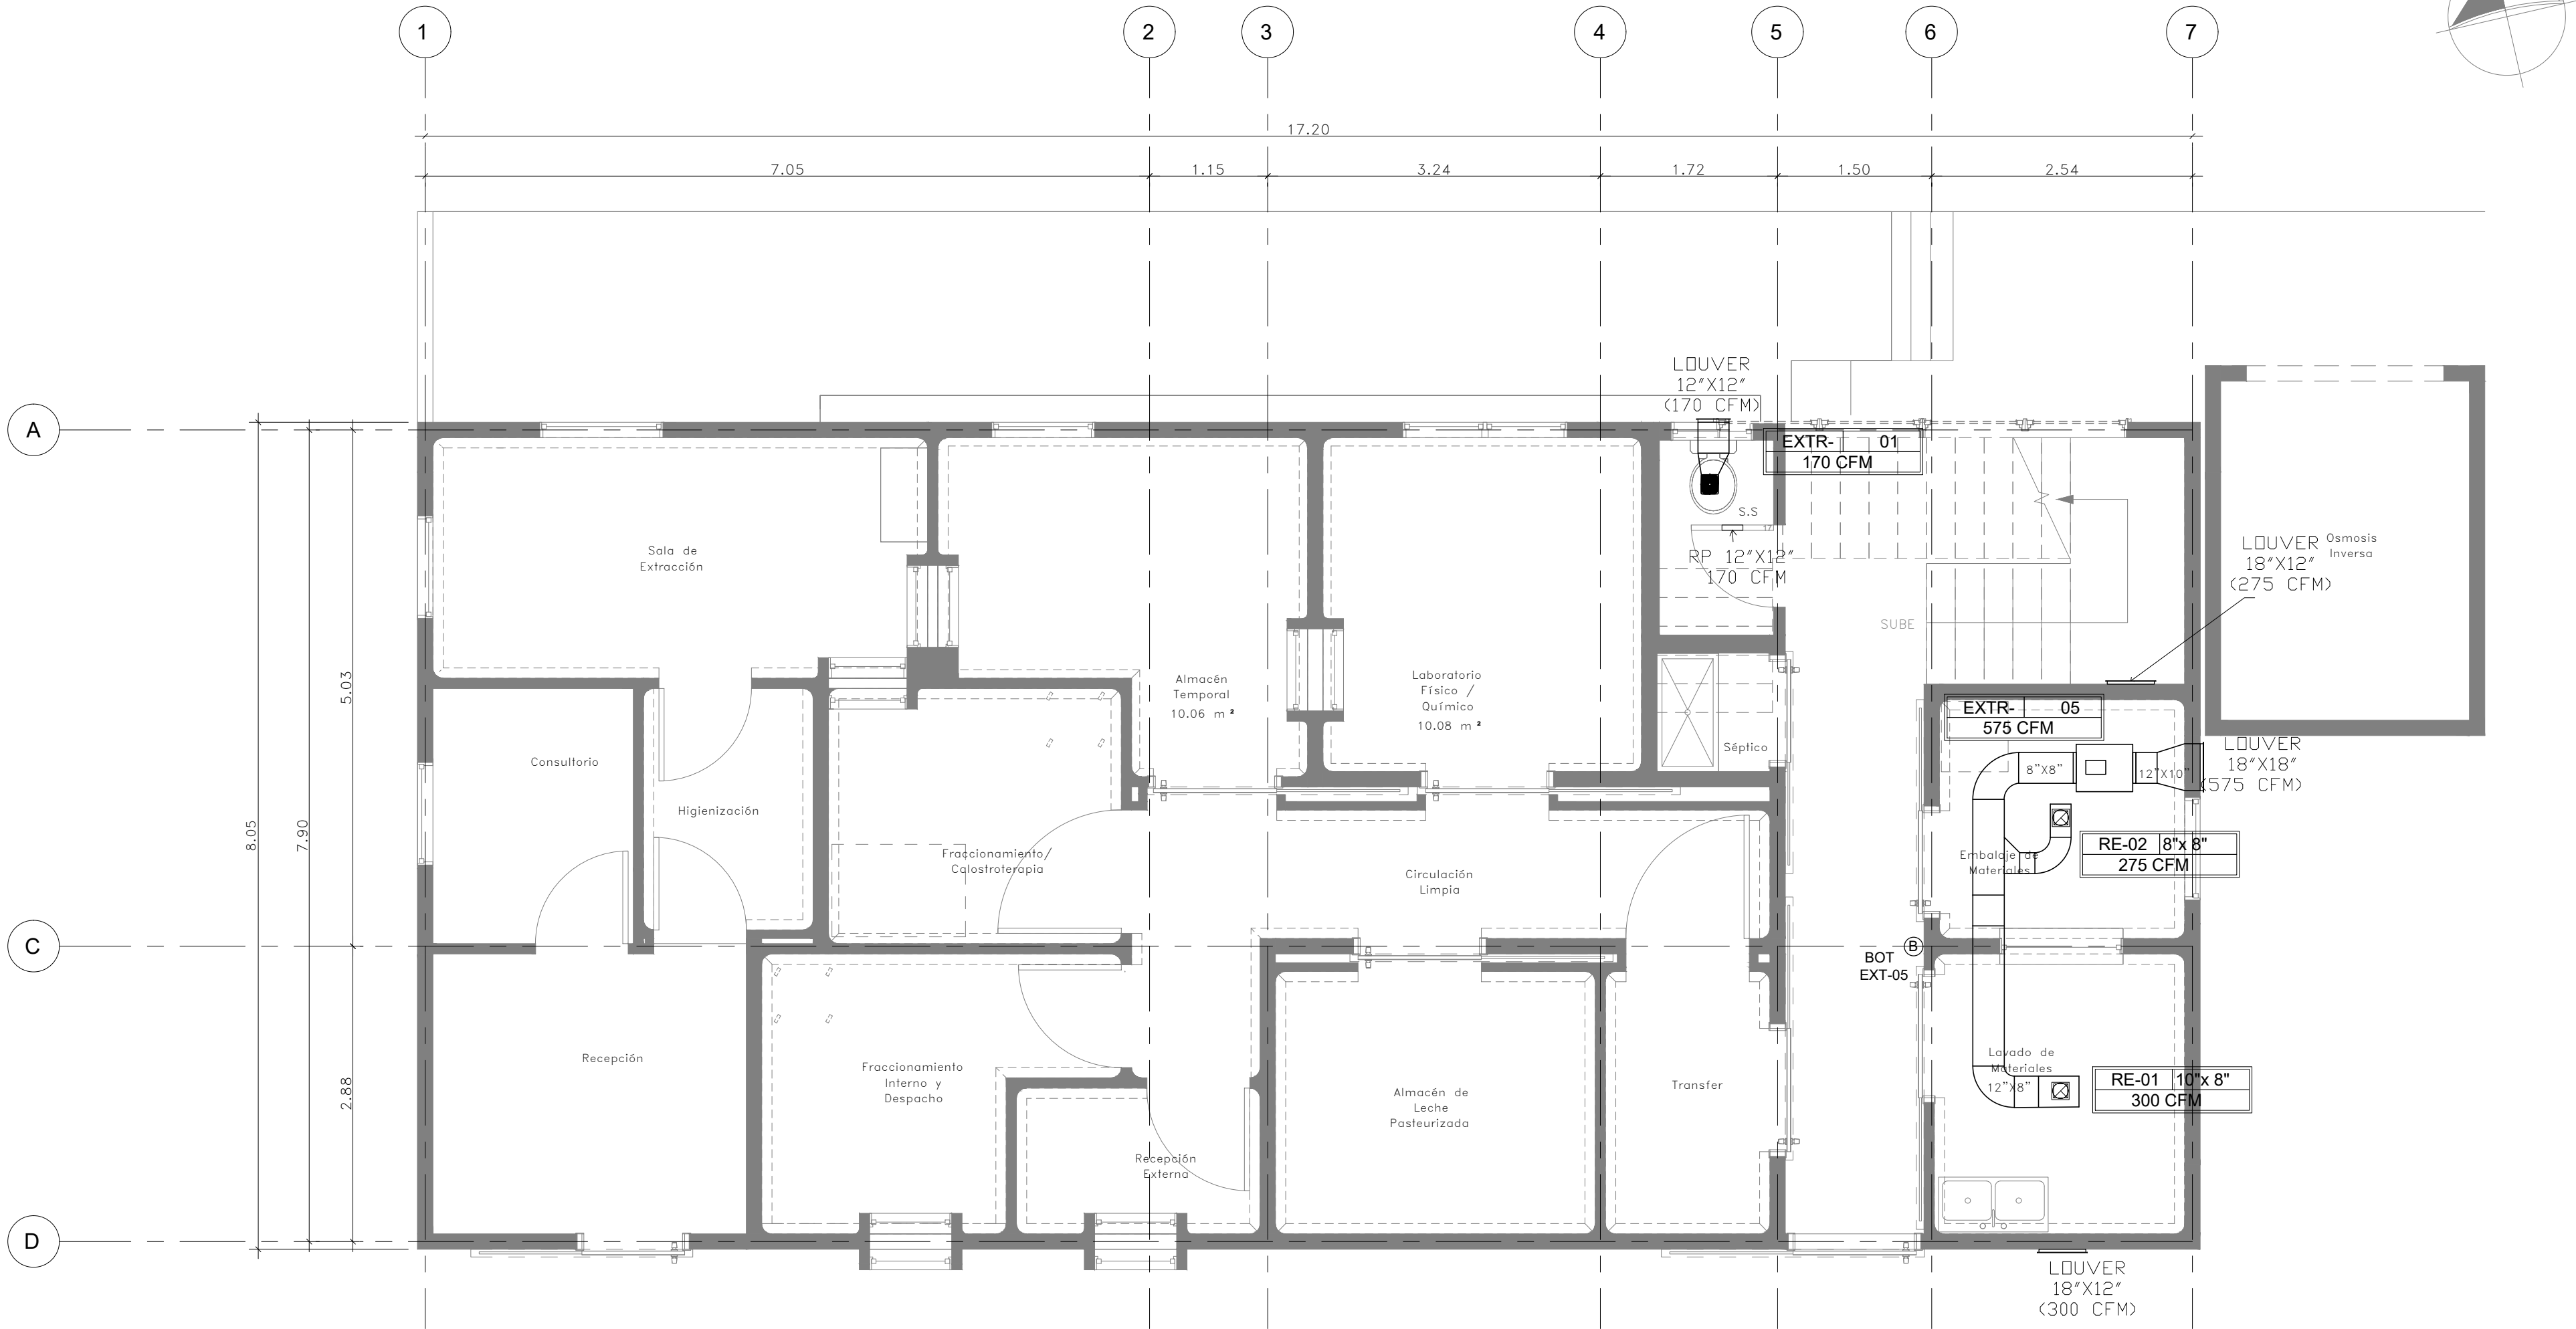 1
2
3
4
5
6
7
17.20
7.05
1.15
3.24
1.72
1.50
2.54
LOUVER
12"X12"
(170 CFM)
A
EXTR- 01
170 CFM
S.S
RP 12"X12"
170 CFM
Sala de
Extracción
LOUVER
18"X12"
(275 CFM)
Osmosis
Inversa
SUBE
5.03
Almacén
Temporal
10.06 m²
Laboratorio
Físico /
Químico
10.08 m²
Séptico
EXTR- 05
575 CFM
LOUVER
18"X18"
(575 CFM)
8"X8"
12"X10"
Consultorio
Higienización
8.05
7.90
Fraccionamiento/
Calostroterapia
Circulación
Limpia
Embalaje de
Materiales
RE-02 8"x 8"
275 CFM
C
B
BOT
EXT-05
Recepción
Fraccionamiento
Interno y
Despacho
2.88
Almacén de
Leche
Pasteurizada
Transfer
Lavado de
Materiales
12"X8"
RE-01 10"x 8"
300 CFM
Recepción
Externa
D
LOUVER
18"X12"
(300 CFM)